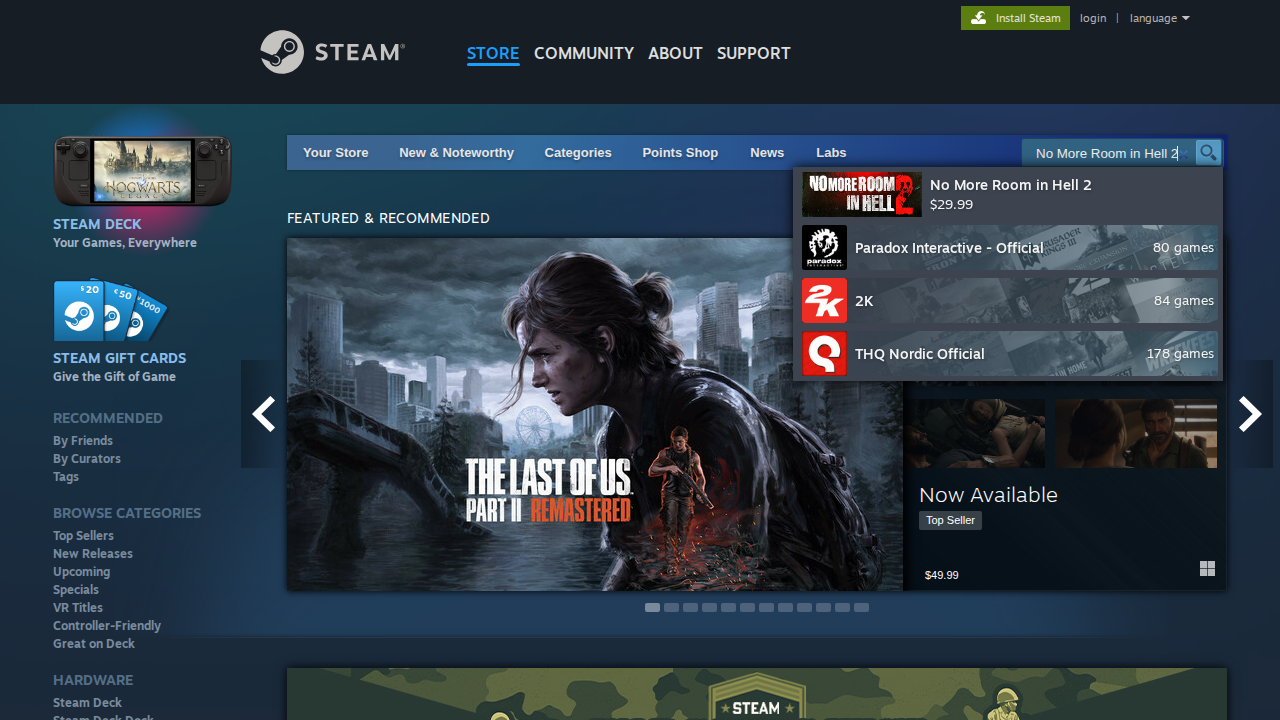 Install Steam
login | language
STEAM®
STORE COMMUNITY ABOUT SUPPORT
Your Store New & Noteworthy Categories Points Shop News Labs
No More Room in Hell 2
NO MORE ROOM IN HELL 2
No More Room in Hell 2
$29.99
paradox INTERACTIVE
Paradox Interactive - Official
80 games
2K
2K
84 games
THQ Nordic Official
178 games
HOGWARTS
LEGACY
STEAM DECK
Your Games, Everywhere
$20
€50
¥1000
STEAM GIFT CARDS
Give the Gift of Game
RECOMMENDED
By Friends
By Curators
Tags
BROWSE CATEGORIES
Top Sellers
New Releases
Upcoming
Specials
VR Titles
Controller-Friendly
Great on Deck
HARDWARE
Steam Deck
Steam Deck Dock
FEATURED & RECOMMENDED
THE LAST OF US
PART II REMASTERED
Now Available
Top Seller
$49.99
STEAM